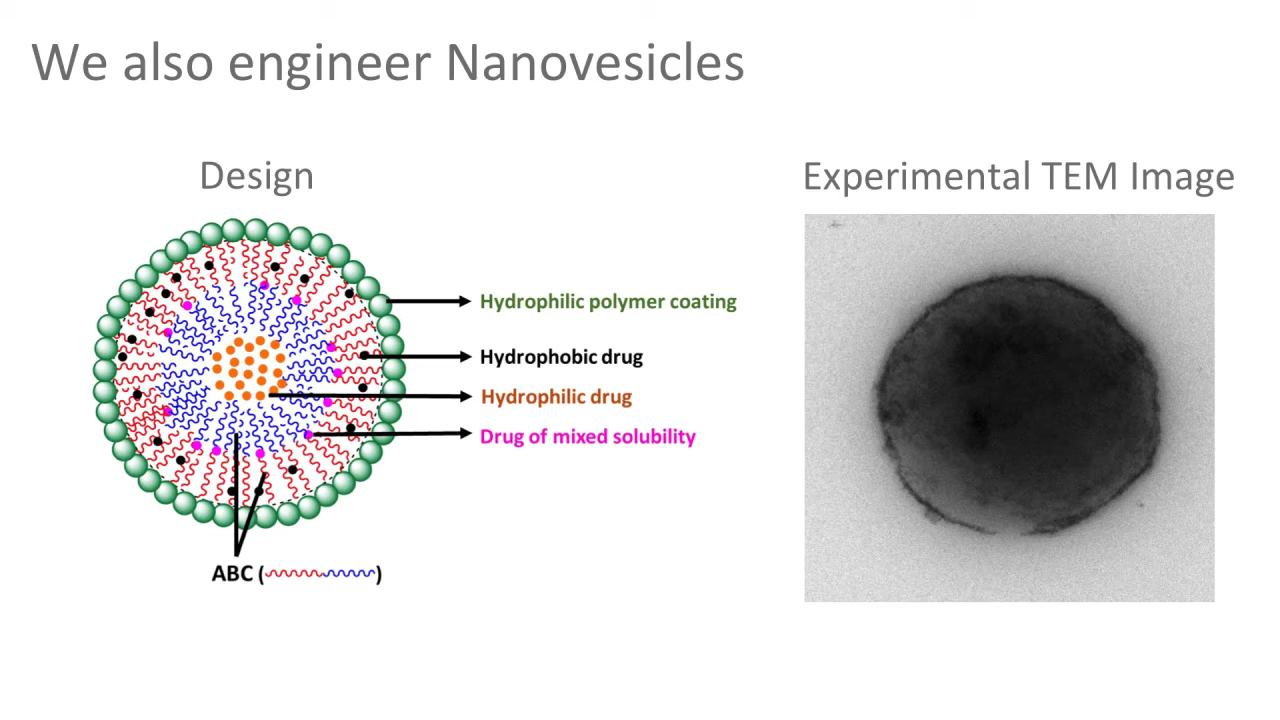 We also engineer Nanovesicles
Design
Experimental TEM Image
Hydrophilic polymer coating
Hydrophobic drug
Hydrophilic drug
Drug of mixed solubility
ABC ( )